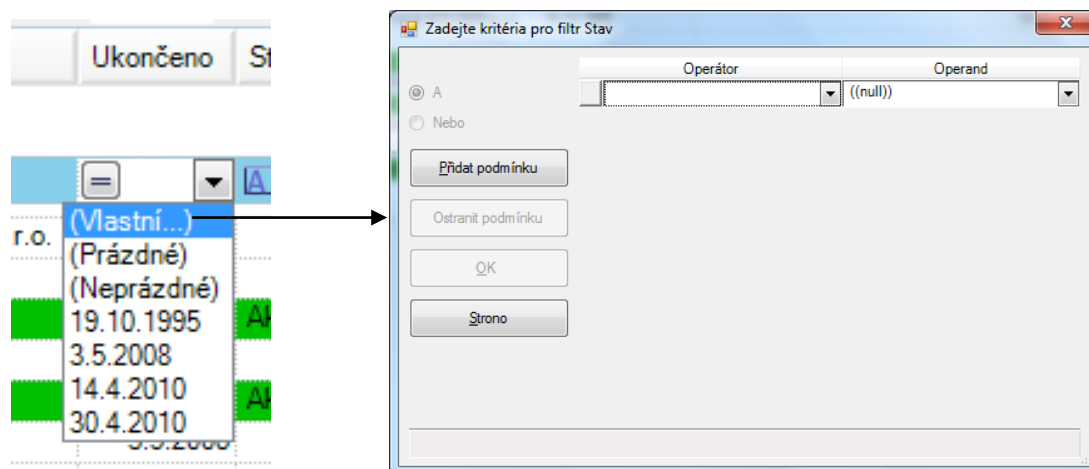 Ukončeno
St
=
A
(Vlastní...)
r.o.
(Prázdné)
(Neprázdné)
19.10.1995
3.5.2008
14.4.2010
30.4.2010
Zadejte kritéria pro filtr Stav
Operátor
Operand
A
((null))
Nebo
Přidat podmínku
Ostranit podmínku
OK
Strono